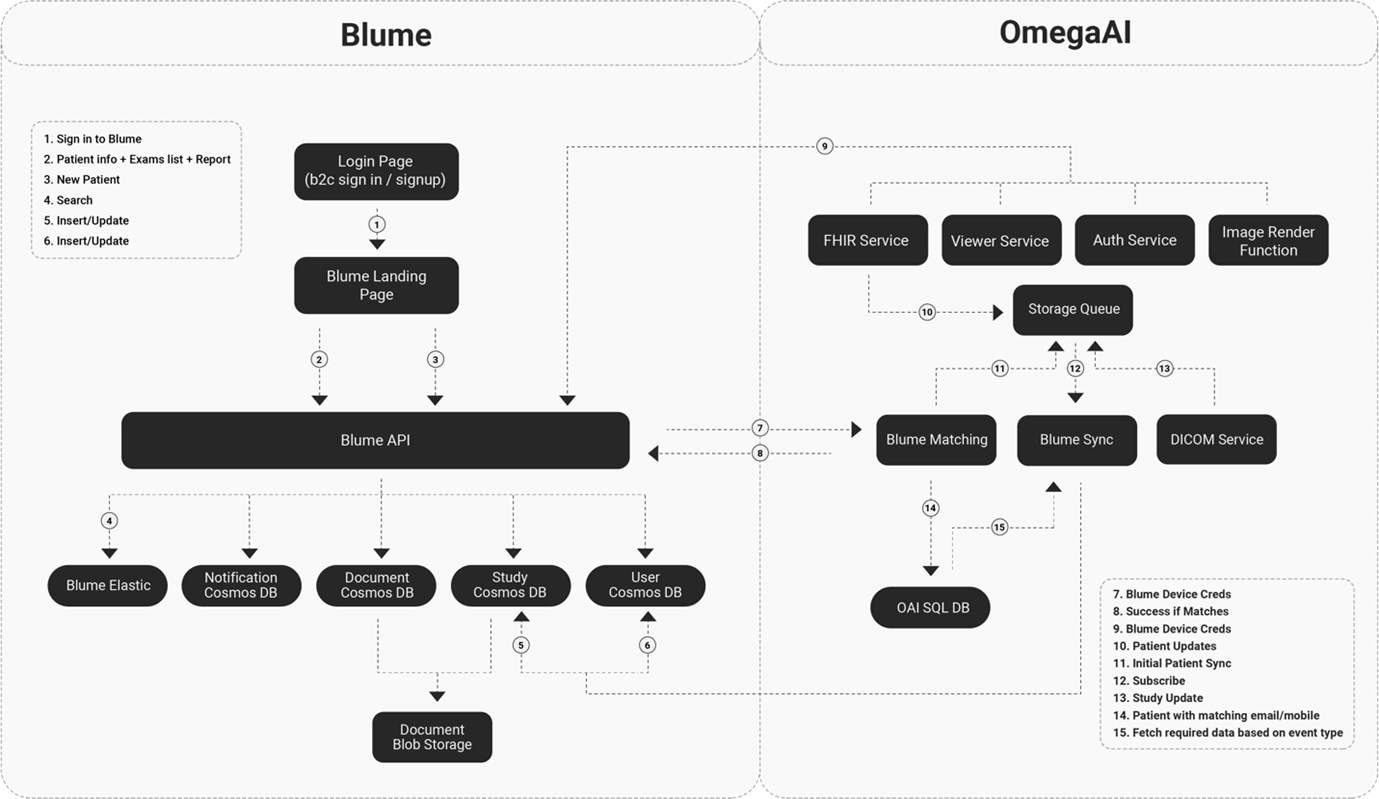 Blume
OmegaAI
1. Sign in to Blume
2. Patient info + Exams list + Report
3. New Patient
4. Search
5. Insert/Update
6. Insert/Update
Login Page
(b2c sign in / signup)
1
Blume Landing
Page
2
3
Blume API
4
Blume Elastic
Notification
Cosmos DB
Document
Cosmos DB
Study
Cosmos DB
User
Cosmos DB
5
6
Document
Blob Storage
9
FHIR Service
Viewer Service
Auth Service
Image Render
Function
10
Storage Queue
11
12
13
7
8
Blume Matching
Blume Sync
DICOM Service
14
15
OAI SQL DB
7. Blume Device Creds
8. Success if Matches
9. Blume Device Creds
10. Patient Updates
11. Initial Patient Sync
12. Subscribe
13. Study Update
14. Patient with matching email/mobile
15. Fetch required data based on event type